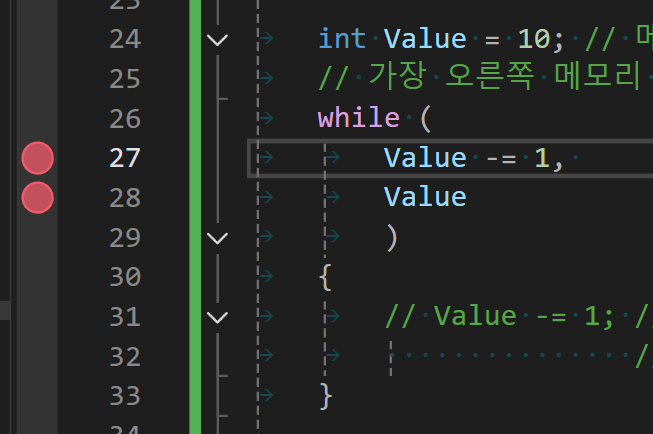 23
24 int Value = 10; // 메
25 // 가장 오른쪽 메모리
26 while (
27 Value -= 1,
28 Value
29 )
30 {
31 // Value -= 1; //
32 //
33 }
34